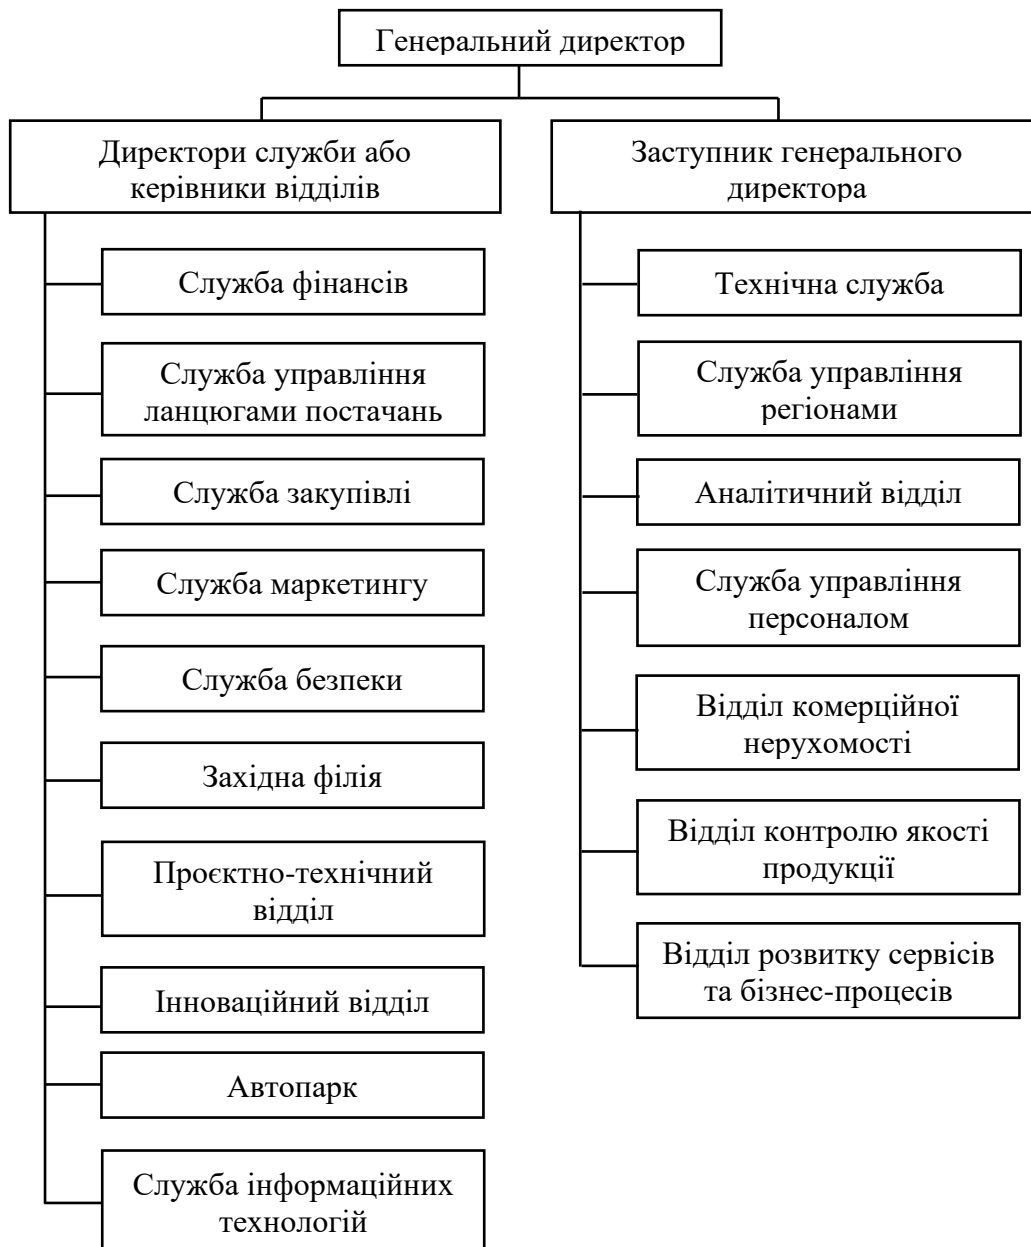 Генеральний директор
Директори служби або
керівники відділів
Служба фінансів
Служба управління
ланцюгами постачань
Служба закупівлі
Служба маркетингу
Служба безпеки
Західна філія
Проєктно-технічний
відділ
Інноваційний відділ
Автопарк
Служба інформаційних
технологій
Заступник генерального
директора
Технічна служба
Служба управління
регіонами
Аналітичний відділ
Служба управління
персоналом
Відділ комерційної
нерухомості
Відділ контролю якості
продукції
Відділ розвитку сервісів
та бізнес-процесів